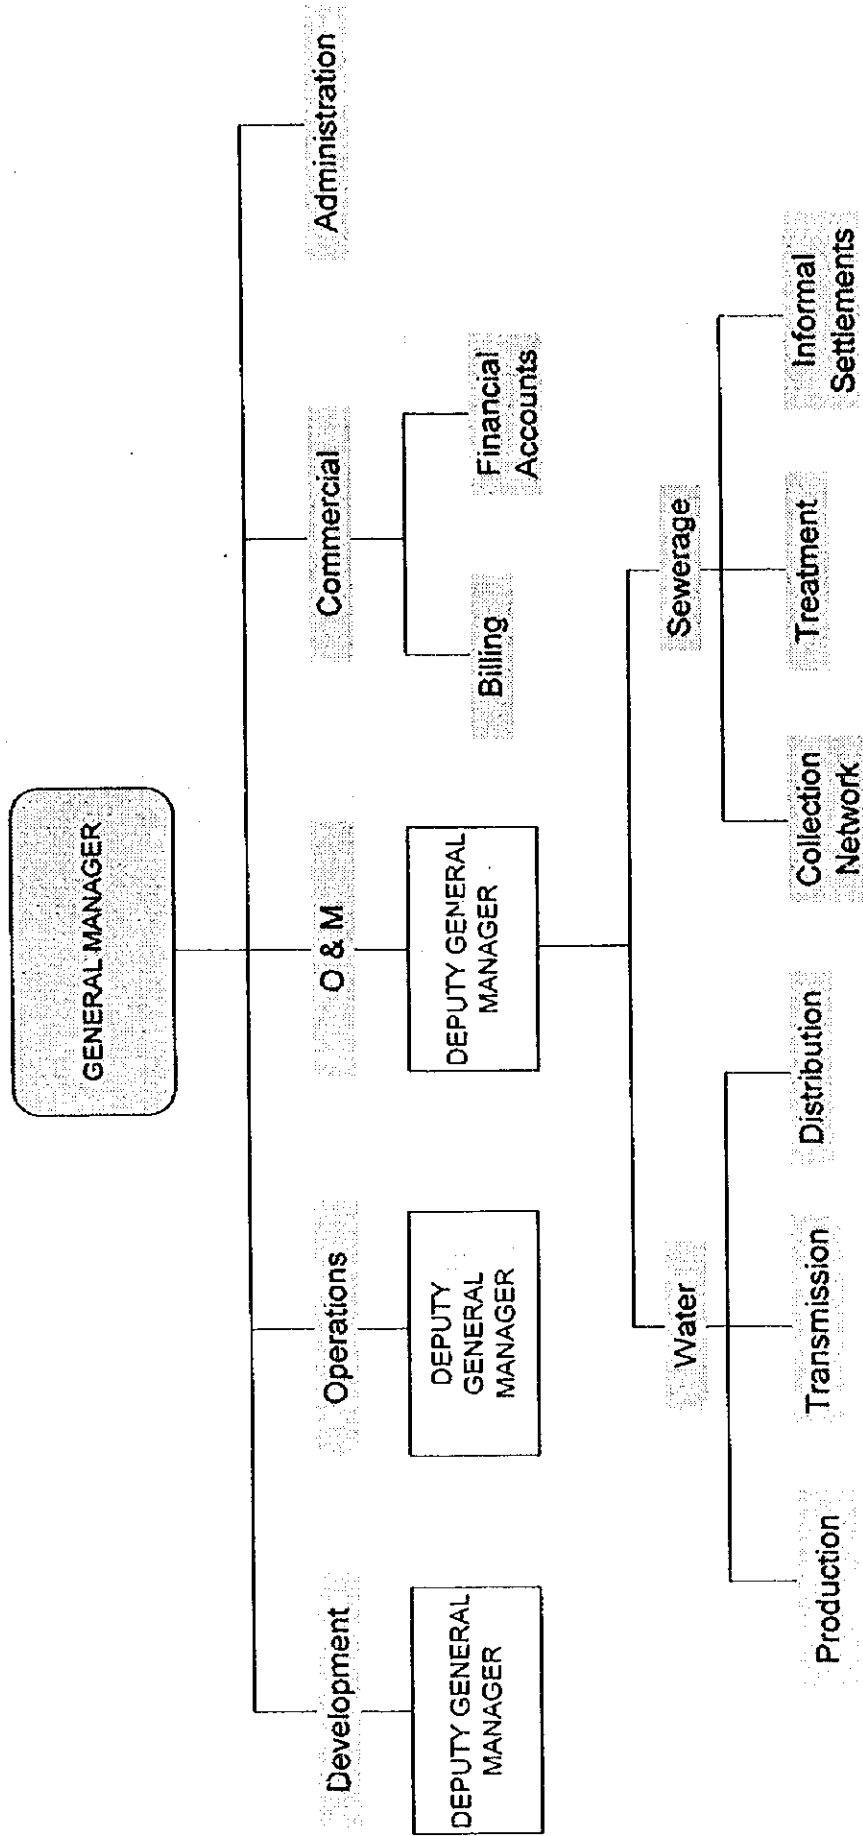 GENERAL MANAGER
Development
Operations
O & M
Commercial
Administration
DEPUTY GENERAL
MANAGER
DEPUTY
GENERAL
MANAGER
DEPUTY GENERAL
MANAGER
Billing
Financial
Accounts
Water
Sewerage
Production
Transmission
Distribution
Collection
Network
Treatment
Informal
Settlements